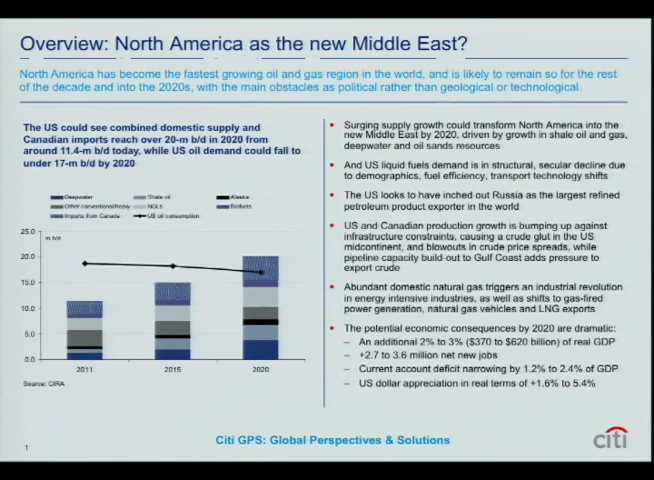 Overview: North America as the new Middle East?
North America has become the fastest growing oil and gas region in the world, and is likely to remain so for the rest
of the decade and into the 2020s, with the main obstacles as political rather than geological or technological.
The US could see combined domestic supply and
Canadian imports reach over 20-m b/d in 2020 from
around 11.4-m b/d today, while US oil demand could fall to
under 17-m b/d by 2020
Deepwater
Shale oil
Alaska
Other conventional/heavy
NGLs
Biofuels
Imports from Canada
US oil consumption
25.0
m b/d
20.0
15.0
10.0
5.0
0.0
2011
2015
2020
Source: CIRA
• Surging supply growth could transform North America into the
new Middle East by 2020, driven by growth in shale oil and gas,
deepwater and oil sands resources
• And US liquid fuels demand is in structural, secular decline due
to demographics, fuel efficiency, transport technology shifts
• The US looks to have inched out Russia as the largest refined
petroleum product exporter in the world
• US and Canadian production growth is bumping up against
infrastructure constraints, causing a crude glut in the US
midcontinent, and blowouts in crude price spreads, while
pipeline capacity build-out to Gulf Coast adds pressure to
export crude
• Abundant domestic natural gas triggers an industrial revolution
in energy intensive industries, as well as shifts to gas-fired
power generation, natural gas vehicles and LNG exports
• The potential economic consequences by 2020 are dramatic:
– An additional 2% to 3% ($370 to $620 billion) of real GDP
– +2.7 to 3.6 million net new jobs
– Current account deficit narrowing by 1.2% to 2.4% of GDP
– US dollar appreciation in real terms of +1.6% to 5.4%
1
Citi GPS: Global Perspectives & Solutions
citi